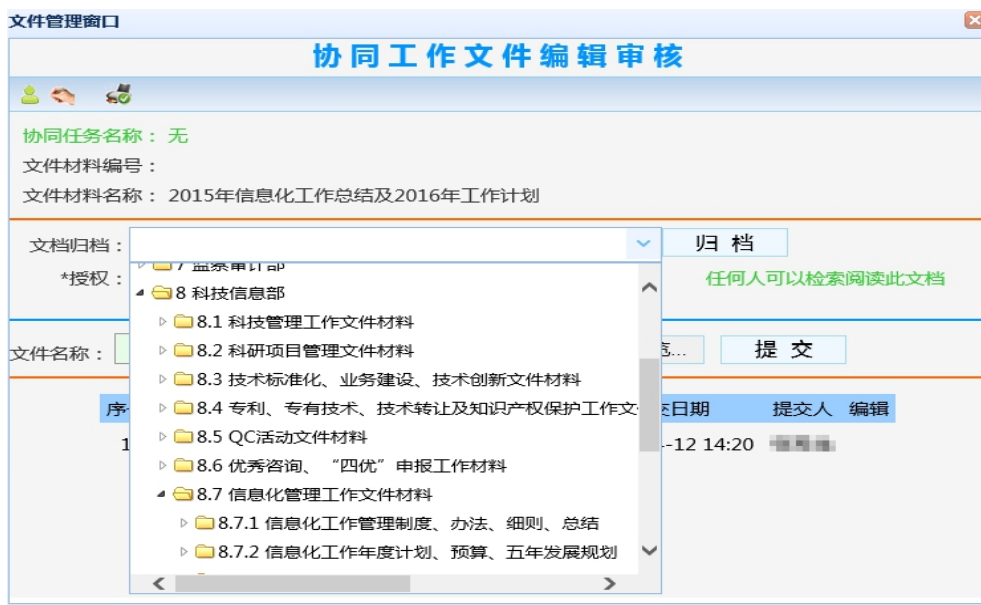 文件管理窗口
协同工作文件编辑审核
协同任务名称： 无
文件材料编号：
文件材料名称： 2015年信息化工作总结及2016年工作计划
文档归档： 归 档
*授权： 任何人可以检索阅读此文档
7 监察审计部
8 科技信息部
8.1 科技管理工作文件材料
8.2 科研项目管理文件材料
8.3 技术标准化、业务建设、技术创新文件材料
8.4 专利、专有技术、技术转让及知识产权保护工作文
8.5 QC活动文件材料
8.6 优秀咨询、“四优”申报工作材料
8.7 信息化管理工作文件材料
8.7.1 信息化工作管理制度、办法、细则、总结
8.7.2 信息化工作年度计划、预算、五年发展规划
文件名称： ... 提 交
序 交日期 提交人 编辑
1 -12 14:20